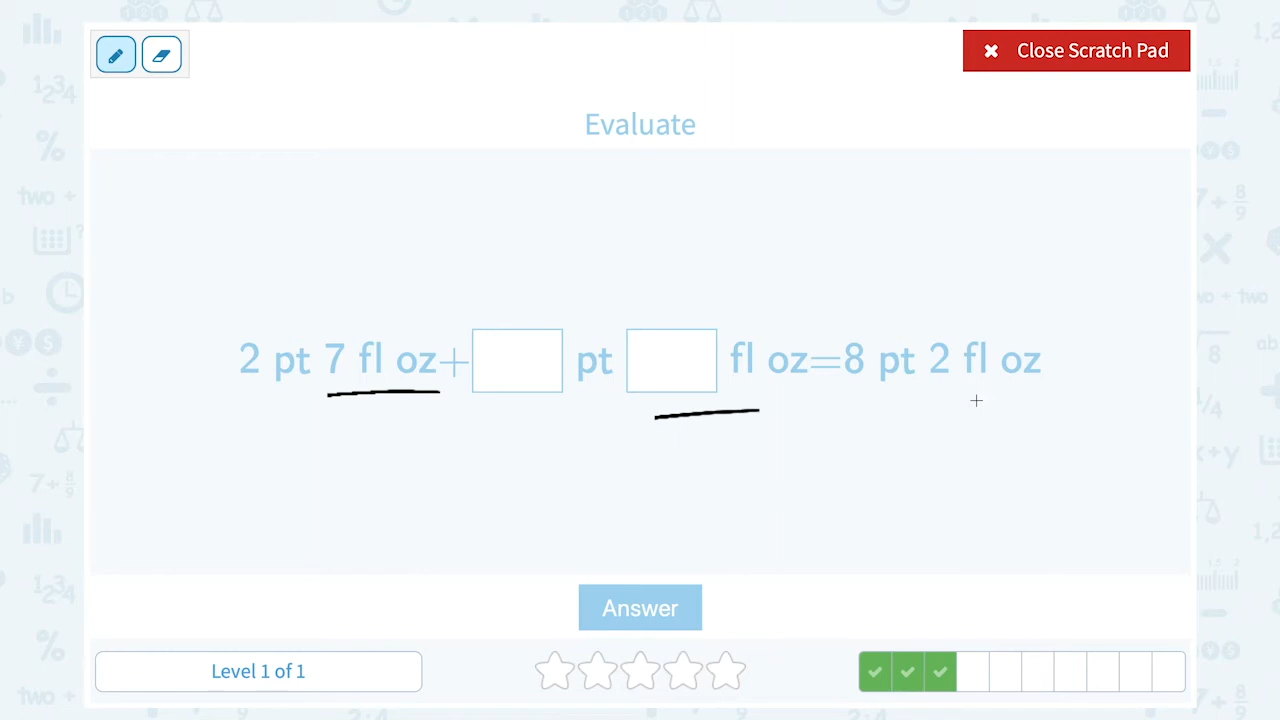 Close Scratch Pad
Evaluate
2 pt 7 fl oz+ pt fl oz=8 pt 2 fl oz
Answer
Level 1 of 1